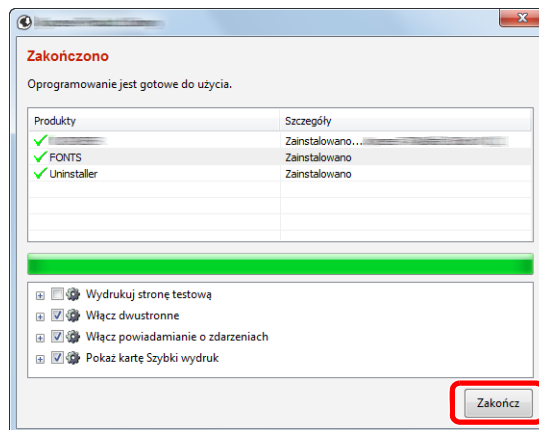 Zakończono
Oprogramowanie jest gotowe do użycia.
Produkty Szczegóły
Zainstalowano...
FONTS Zainstalowano
Uninstaller Zainstalowano
Wydrukuj stronę testową
Włącz dwustronne
Włącz powiadamianie o zdarzeniach
Pokaż kartę Szybki wydruk
Zakończ